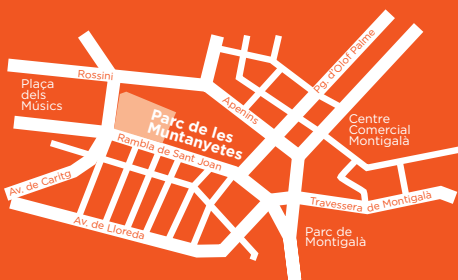 Pg. d'Olof Palme
Rossini
Plaça
dels
Músics
Apenins
Parc de les
Muntanyetes
Centre
Comercial
Montigalà
Rambla de Sant Joan
Av. de Caritg
Travessera de Montigalà
Av. de Lloreda
Parc de
Montigalà